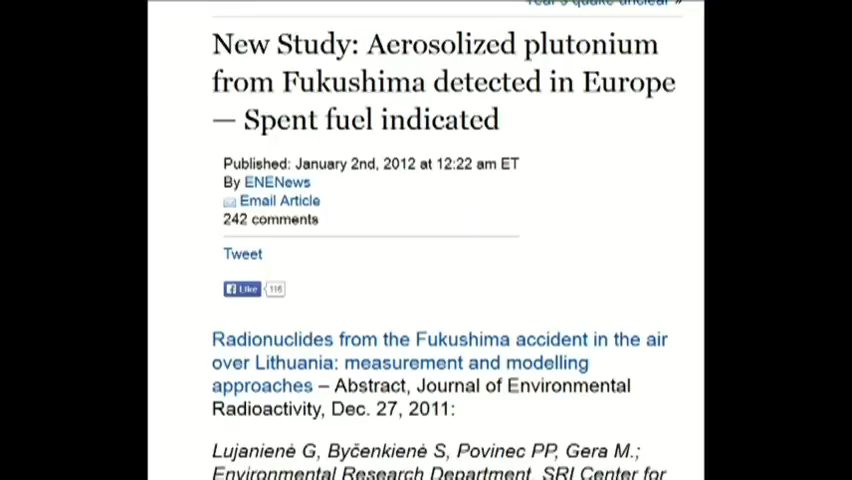 Year's quake unclear »
New Study: Aerosolized plutonium
from Fukushima detected in Europe
— Spent fuel indicated
Published: January 2nd, 2012 at 12:22 am ET
By ENENews
Email Article
242 comments
Tweet
Like 116
Radionuclides from the Fukushima accident in the air
over Lithuania: measurement and modelling
approaches – Abstract, Journal of Environmental
Radioactivity, Dec. 27, 2011:
Lujanienė G, Byčenkienė S, Povinec PP, Gera M.;
Environmental Research Department, SRI Center for